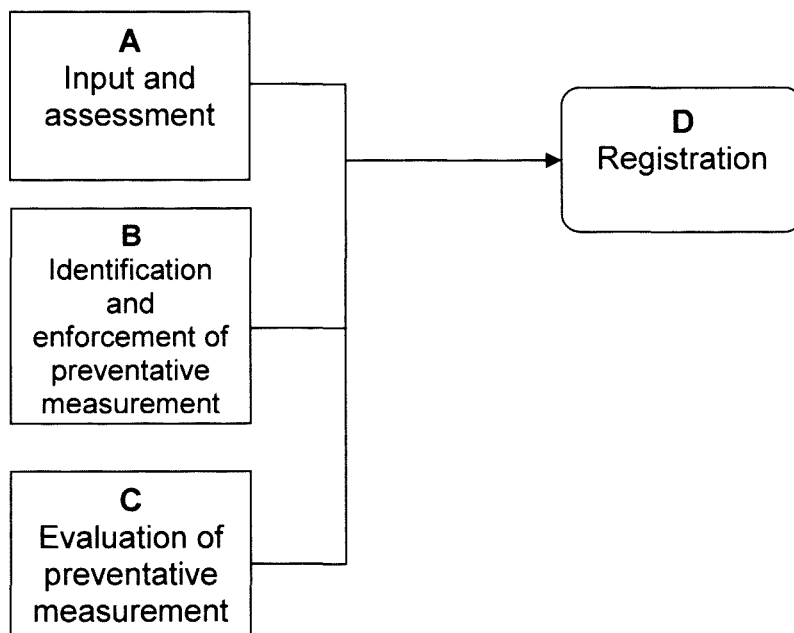 A
Input and
assessment
B
Identification
and
enforcement of
preventative
measurement
C
Evaluation of
preventative
measurement
D
Registration